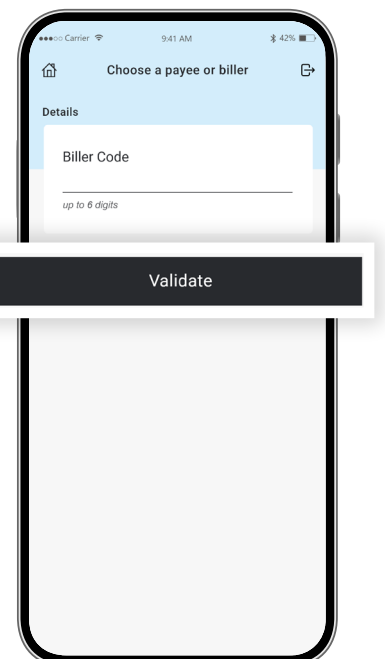 ●●●○○ Carrier 9:41 AM 42%
Choose a payee or biller
Details
Biller Code
up to 6 digits
Validate